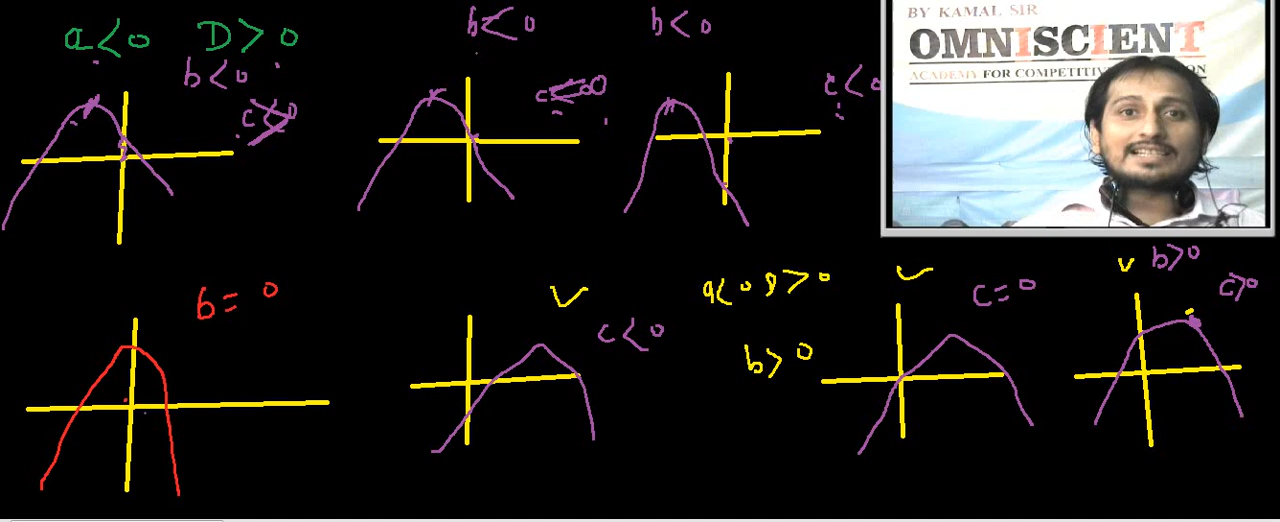 BY KAMAL SIR
OMNISCIENT
ACADEMY FOR COMPETITIVE
a<0 D>0
b<0
c>0
b<0
b<0
c<0
b=0
c<0
a<0 D>0
b>0
c=0
b>0
c>0